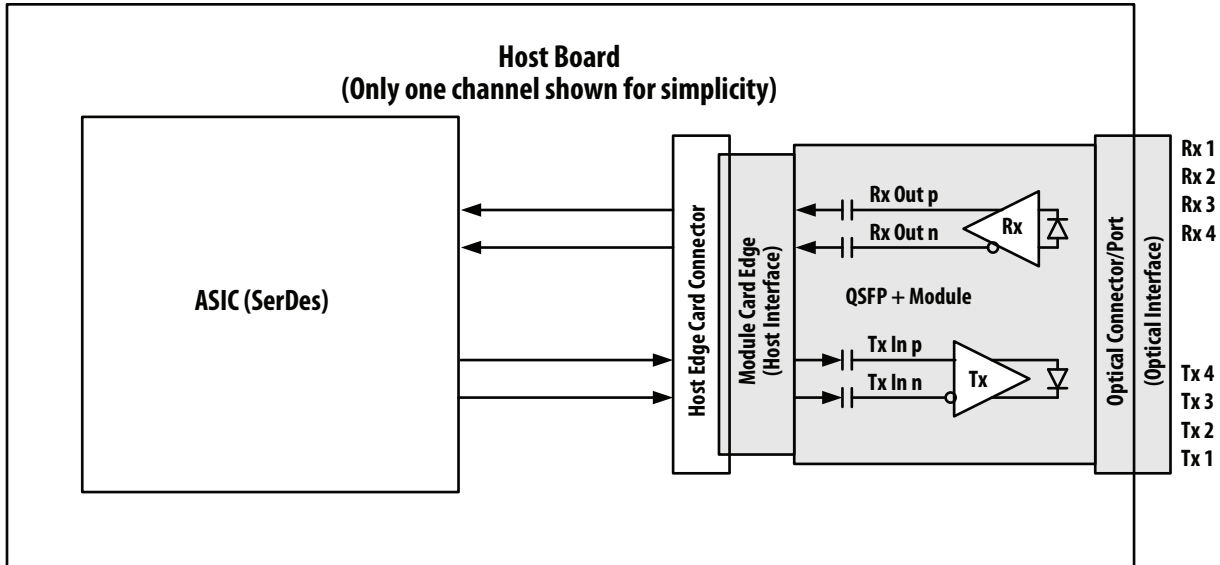 Host Board
(Only one channel shown for simplicity)
ASIC (SerDes)
Host Edge Card Connector
Module Card Edge
(Host Interface)
Rx Out p
Rx Out n
Rx
QSFP + Module
Tx In p
Tx In n
Tx
Optical Connector/Port
(Optical Interface)
Rx 1
Rx 2
Rx 3
Rx 4
Tx 4
Tx 3
Tx 2
Tx 1